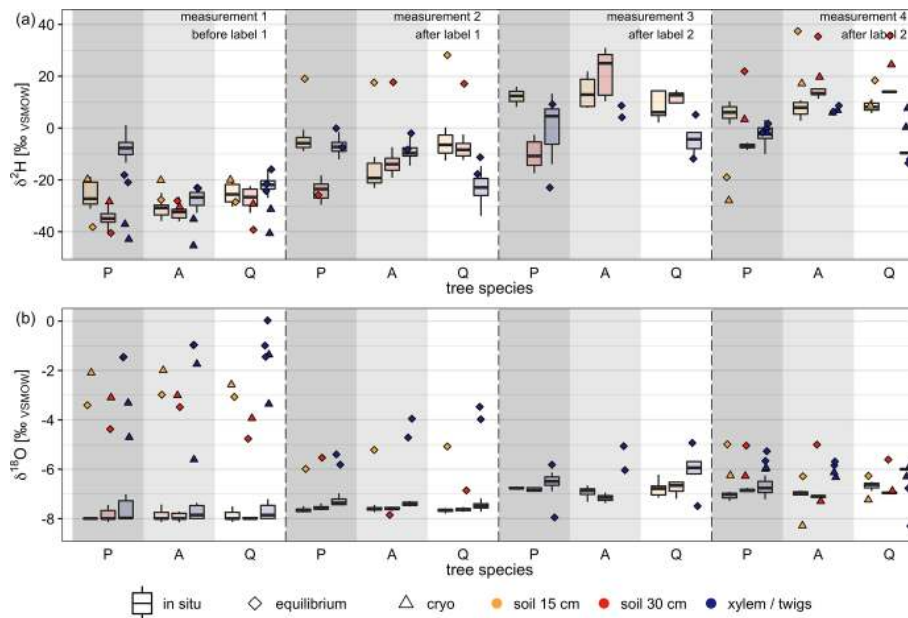 (a)
δ²H [‰ VSMOW]
40
20
0
-20
-40
measurement 1
before label 1
measurement 2
after label 1
measurement 3
after label 2
measurement 4
after label 2
P A Q P A Q P A Q P A Q
tree species
(b)
δ¹⁸O [‰ VSMOW]
0
-2
-4
-6
-8
P A Q P A Q P A Q P A Q
tree species
in situ equilibrium cryo soil 15 cm soil 30 cm xylem / twigs